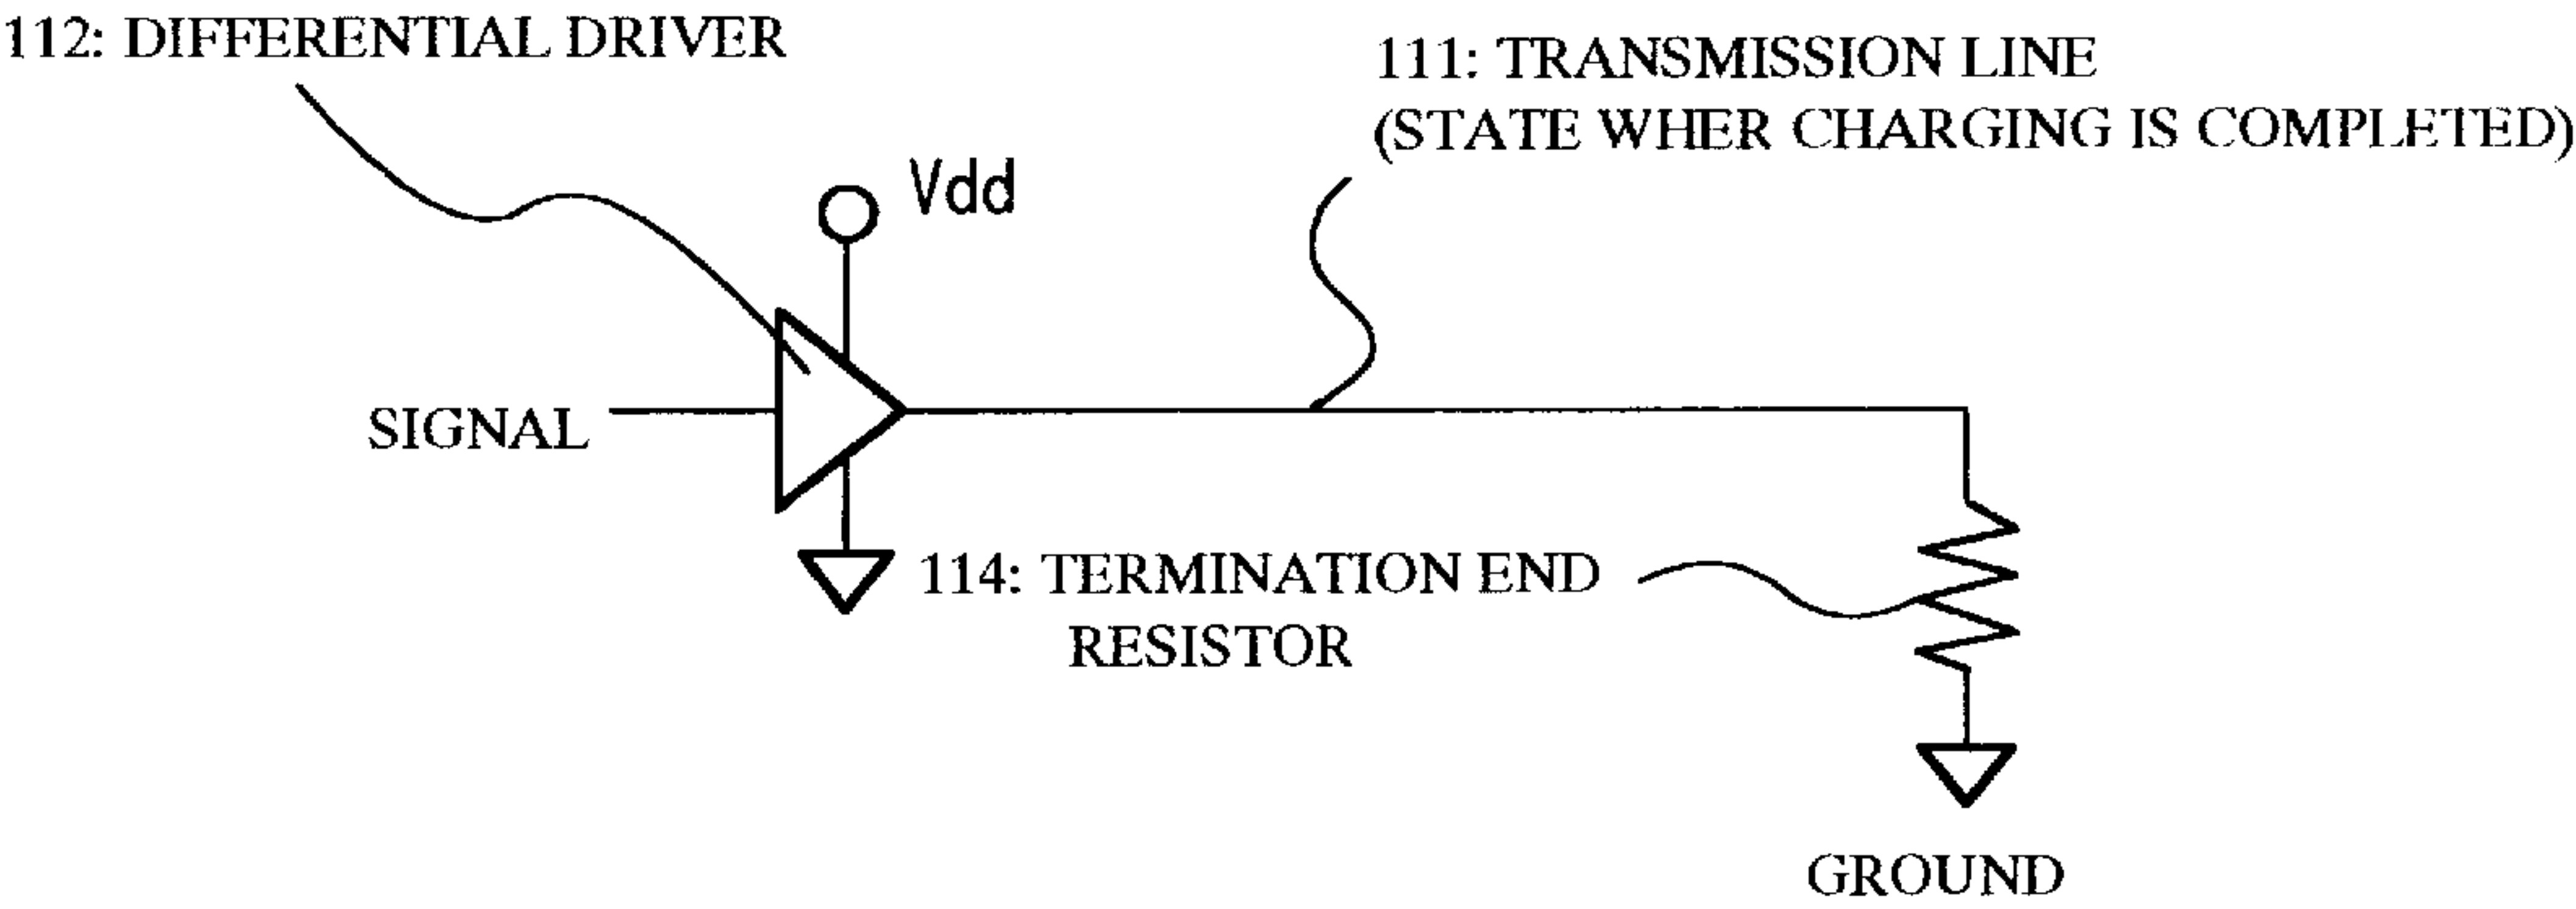 112: DIFFERENTIAL DRIVER
111: TRANSMISSION LINE
(STATE WHER CHARGING IS COMPLETED)
Vdd
SIGNAL
114: TERMINATION END
RESISTOR
GROUND